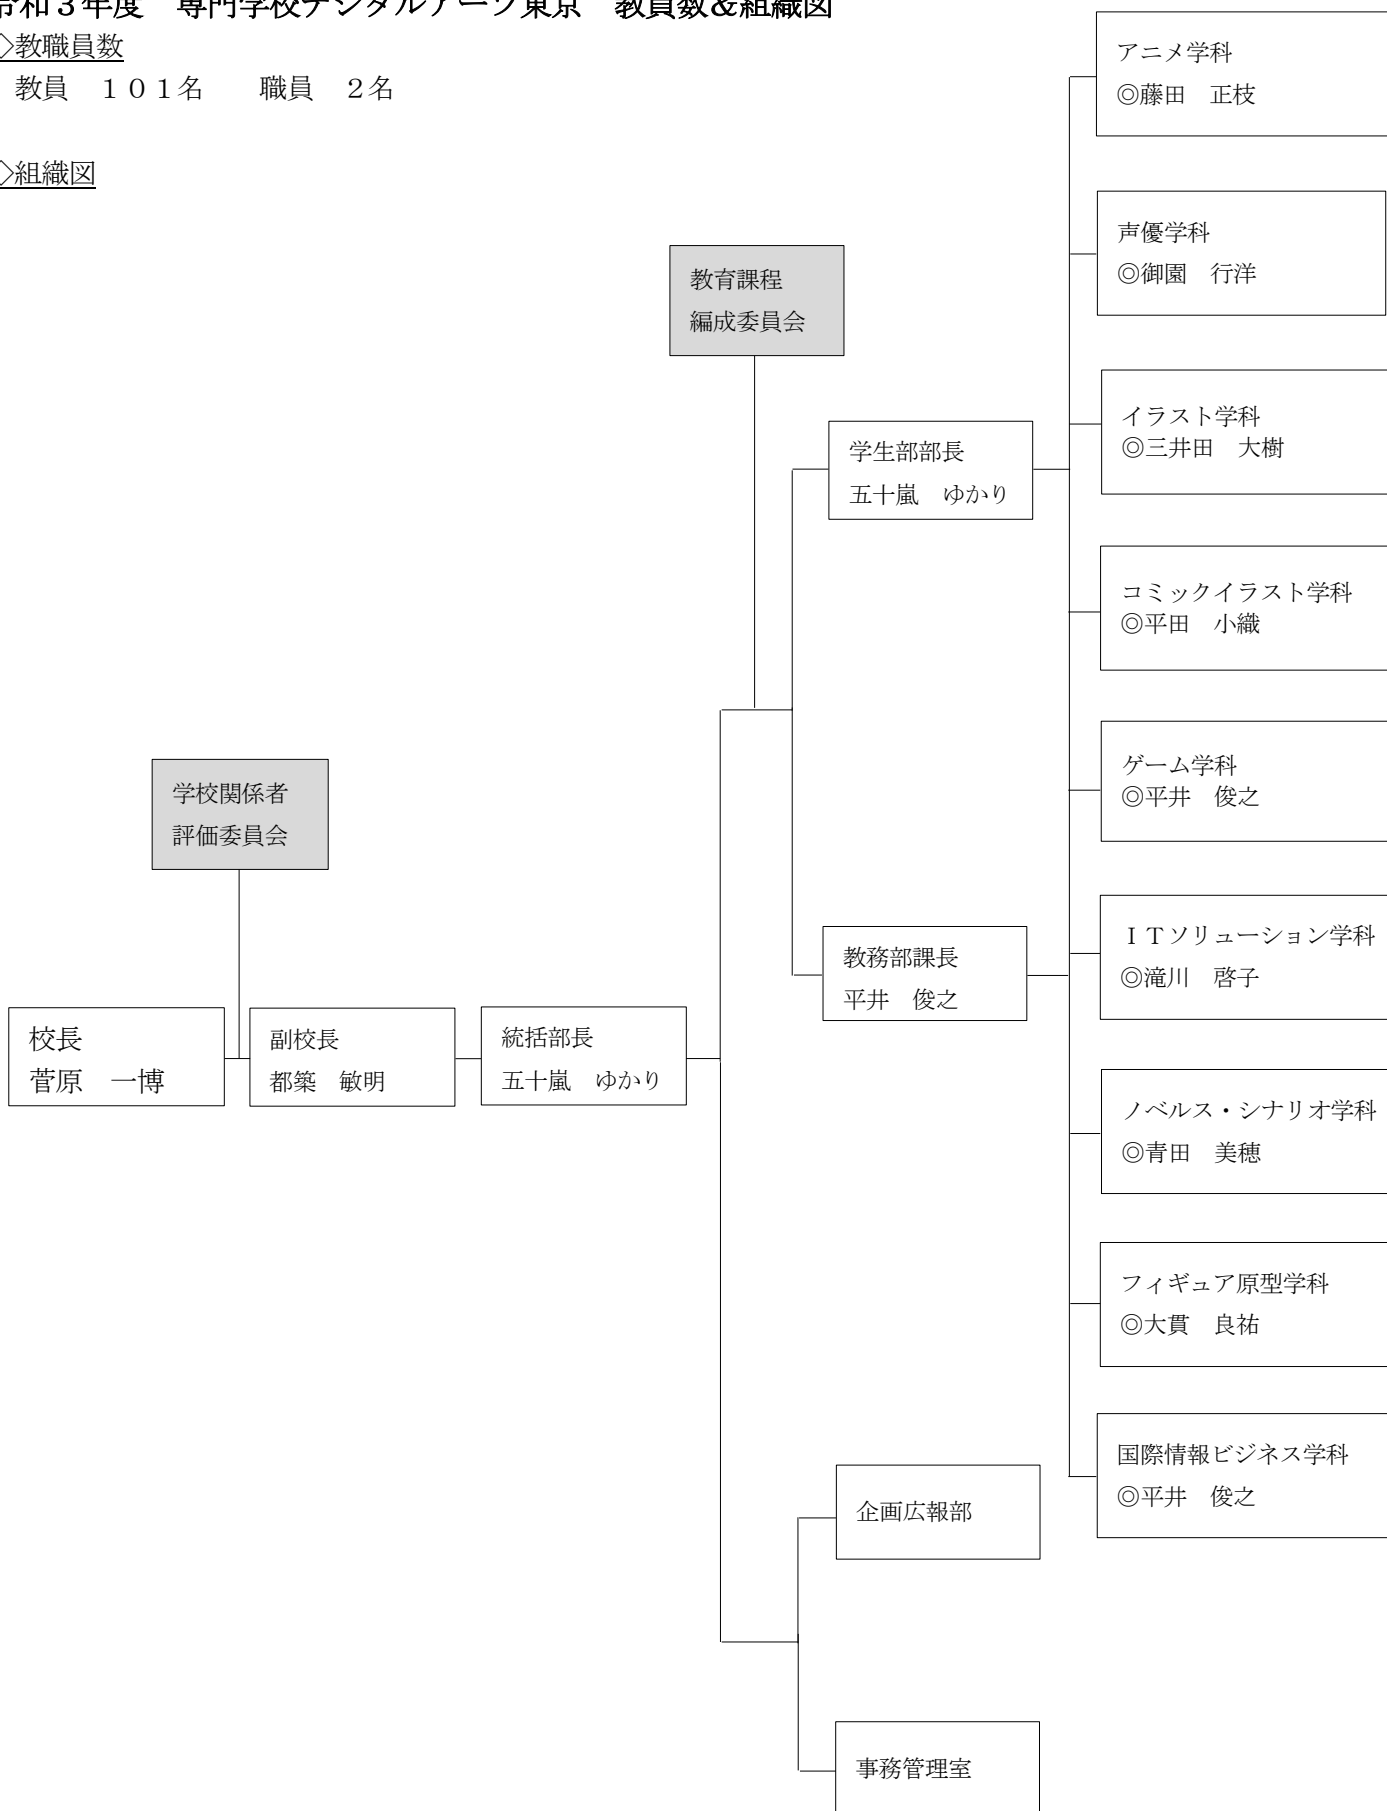 令和３年度　専門学校デジタルアーツ東京　教員数＆組織図
◇教職員数
教員　１０１名　　職員　２名
◇組織図
アニメ学科
◎藤田　正枝
声優学科
◎御園　行洋
教育課程
編成委員会
イラスト学科
◎三井田　大樹
学生部部長
五十嵐　ゆかり
コミックイラスト学科
◎平田　小織
ゲーム学科
◎平井　俊之
学校関係者
評価委員会
ＩＴソリューション学科
◎滝川　啓子
教務部課長
平井　俊之
校長
菅原　一博
副校長
都築　敏明
統括部長
五十嵐　ゆかり
ノベルス・シナリオ学科
◎青田　美穂
フィギュア原型学科
◎大貫　良祐
国際情報ビジネス学科
◎平井　俊之
企画広報部
事務管理室